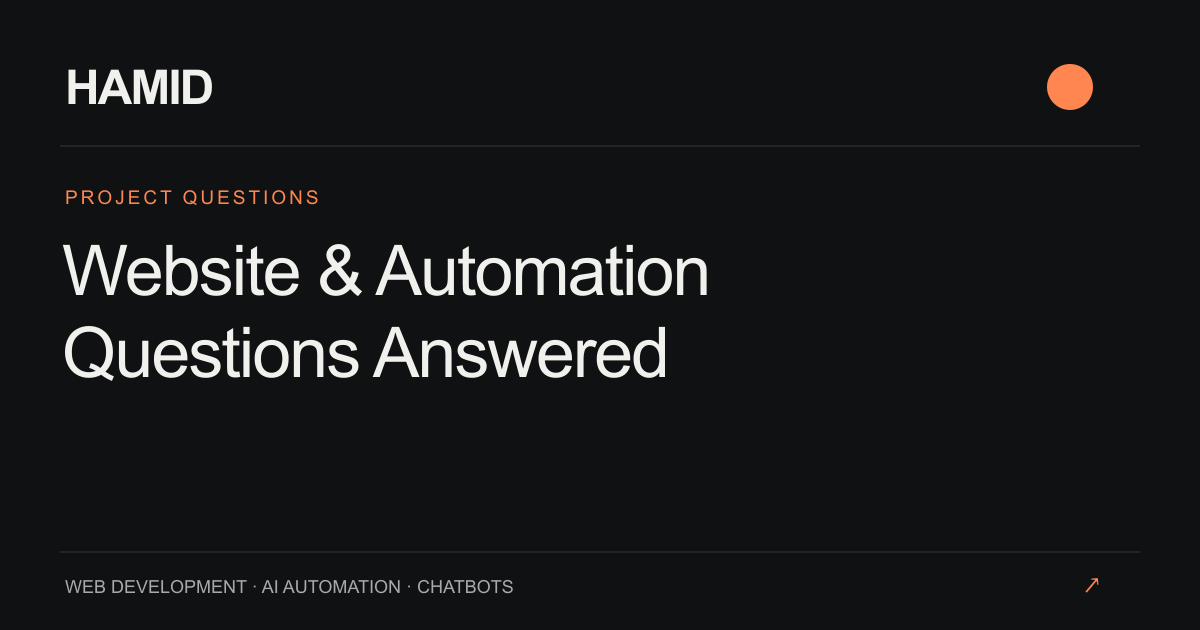 HAMID
PROJECT QUESTIONS
Website & Automation
Questions Answered
WEB DEVELOPMENT · AI AUTOMATION · CHATBOTS
↗